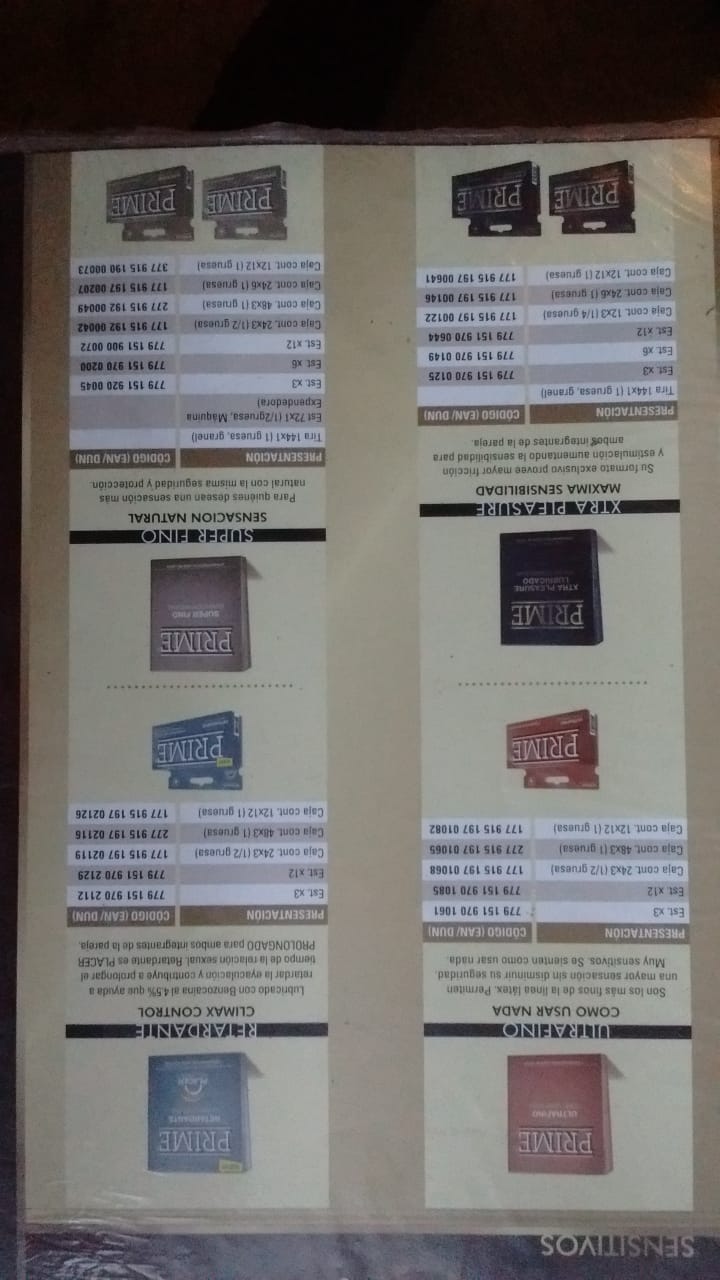 SENSITIVOS
PRIME
ULTRAFINO
ULTRAFINO
COMO USAR NADA
Son los más finos de la línea látex. Permiten
una mayor sensación sin disminuir su seguridad.
Muy sensitivos. Se sienten como usar nada.
PRESENTACIÓN CÓDIGO (EAN/ DUN)
Est. x3 779 151 970 1061
Est. x12 779 151 970 1085
Caja cont. 24x3 (1/2 gruesa) 177 915 197 01068
Caja cont. 48x3 (1 gruesa) 277 915 197 01065
Caja cont. 12x12 (1 gruesa) 177 915 197 01082
PRIME
PRIME
XTRA PLEASURE
LUBRICADO
XTRA PLEASURE
MAXIMA SENSIBILIDAD
Su formato exclusivo provee mayor fricción
y estimulación aumentando la sensibilidad para
ambos integrantes de la pareja.
PRESENTACIÓN CÓDIGO (EAN/ DUN)
Tira 144x1 (1 gruesa, granel)
Est. x3 779 151 970 0125
Est. x6 779 151 970 0149
Est. x12 779 151 970 0644
Caja cont. 12x3 (1/4 gruesa) 177 915 197 00122
Caja cont. 24x6 (1 gruesa) 177 915 197 00146
Caja cont. 12x12 (1 gruesa) 177 915 197 00641
PRIME
PRIME
PRIME
RETARDANTE
PLACER
RETARDANTE
CLIMAX CONTROL
Lubricado con Benzocaína al 4.5% que ayuda a
retardar la eyaculación y contribuye a prolongar el
tiempo de la relación sexual. Retardante es PLACER
PROLONGADO para ambos integrantes de la pareja.
PRESENTACIÓN CÓDIGO (EAN/ DUN)
Est. x3 779 151 970 2112
Est. x12 779 151 970 2129
Caja cont. 24x3 (1/2 gruesa) 177 915 197 02119
Caja cont. 48x3 (1 gruesa) 277 915 197 02116
Caja cont. 12x12 (1 gruesa) 177 915 197 02126
PRIME
PRIME
SUPER FINO
SUPER FINO
SENSACION NATURAL
Para quiénes desean una sensación más
natural con la misma seguridad y protección.
PRESENTACIÓN CÓDIGO (EAN/ DUN)
Tira 144x1 (1 gruesa, granel)
Est 72x1 (1/2gruesa, Máquina
Expendedora)
Est. x3 779 151 920 0045
Est. x6 779 151 970 0200
Est. x12 779 151 900 0072
Caja cont. 24x3 (1/2 gruesa) 177 915 192 00042
Caja cont. 48x3 (1 gruesa) 277 915 192 00049
Caja cont. 24x6 (1 gruesa) 177 915 197 00207
Caja cont. 12x12 (1 gruesa) 377 915 190 00073
PRIME
PRIME